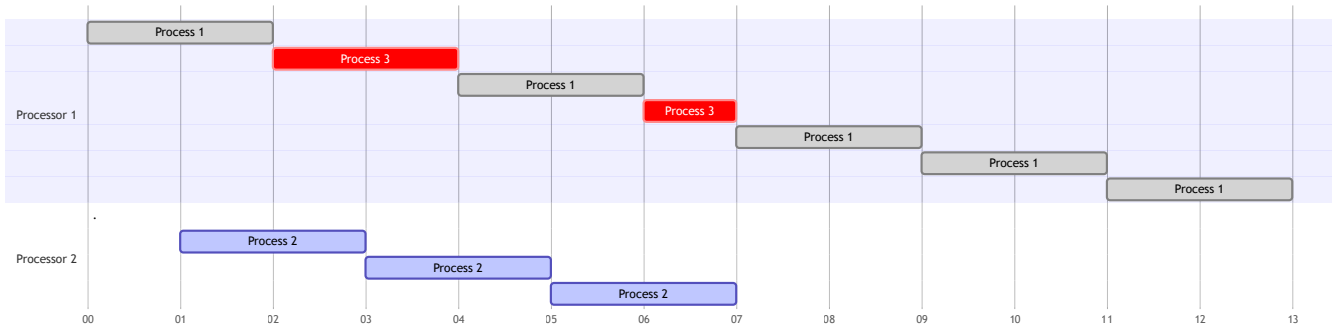 Process 1
Process 3
Process 1
Processor 1
Process 3
Process 1
Process 1
Process 1
.
Process 2
Processor 2
Process 2
Process 2
00 01 02 03 04 05 06 07 08 09 10 11 12 13